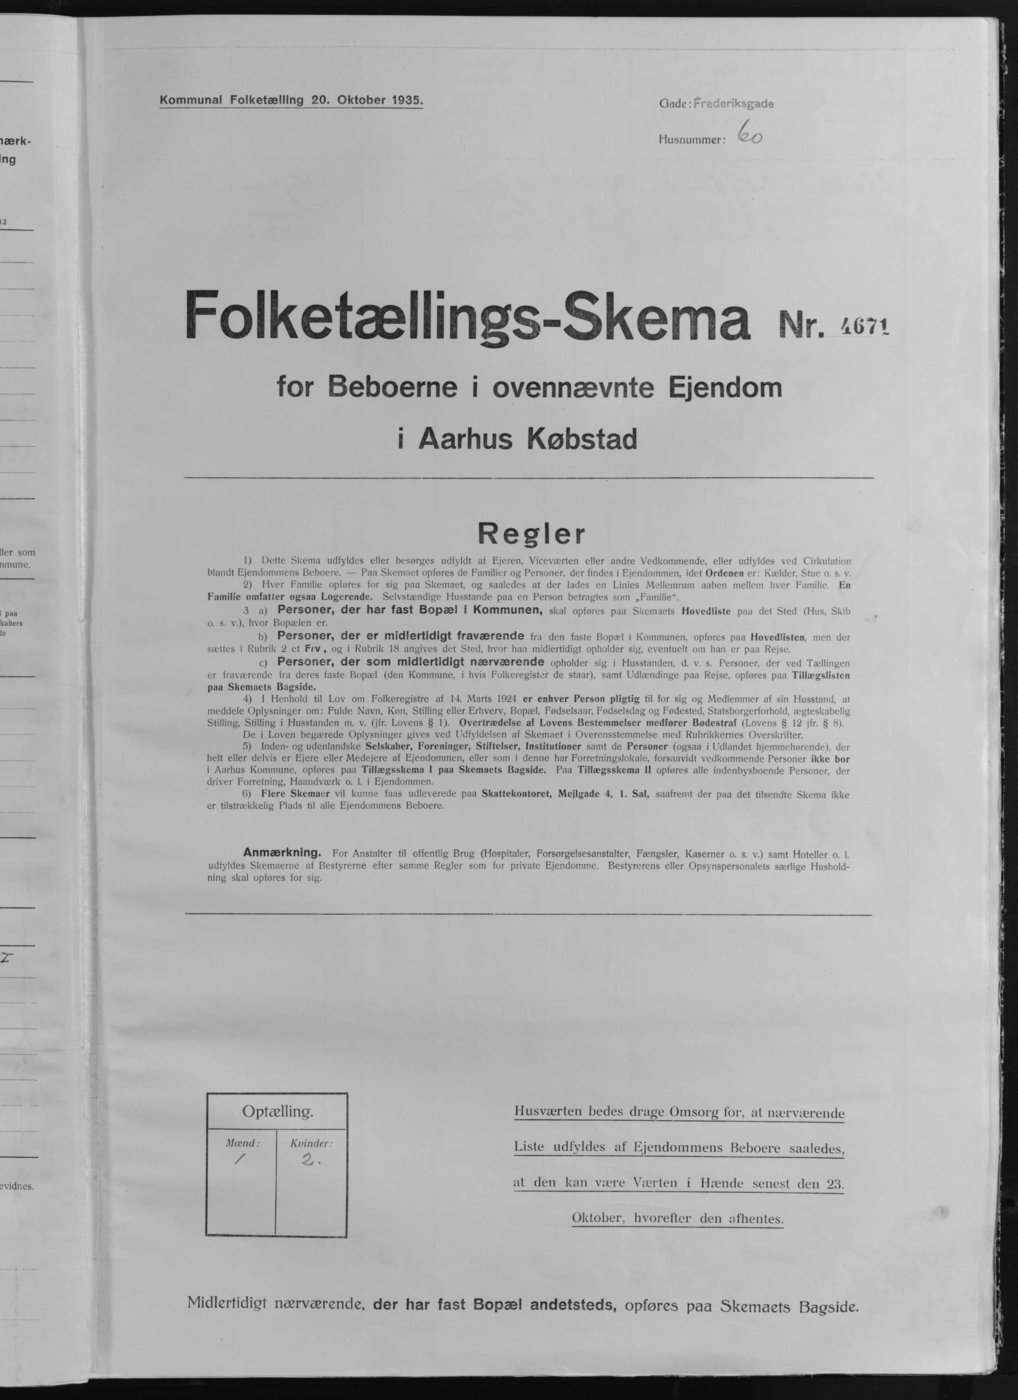 Kommunal Folketælling 20. Oktober 1935.
Gade: Frederiksgade
Husnummer: 60
Folketællings-Skema Nr. 4671
for Beboerne i ovennævnte Ejendom
i Aarhus Købstad
Regler
1) Dette Skema udfyldes eller besørges udfyldt af Ejeren, Viceværten eller andre Vedkommende, eller udfyldes ved Cirkulation
blandt Ejendommens Beboere. — Paa Skemaet opføres de Familier og Personer, der findes i Ejendommen, idet Ordenen er: Kælder, Stue o. s. v.
2) Hver Familie opføres for sig paa Skemaet, og saaledes at der lades en Linies Mellemrum aaben mellem hver Familie. En
Familie omfatter ogsaa Logerende. Selvstændige Husstande paa en Person betragtes som „Familie“.
3 a) Personer, der har fast Bopæl i Kommunen, skal opføres paa Skemaets Hovedliste paa det Sted (Hus, Skib
o. s. v.), hvor Bopælen er.
b) Personer, der er midlertidigt fraværende fra den faste Bopæl i Kommunen, opføres paa Hovedlisten, men der
sættes i Rubrik 2 et Frv., og i Rubrik 18 angives det Sted, hvor han midlertidigt opholder sig, eventuelt om han er paa Rejse.
c) Personer, der som midlertidigt nærværende opholder sig i Husstanden, d. v. s. Personer, der ved Tællingen
er fraværende fra deres faste Bopæl (den Kommune, i hvis Folkeregister de staar), samt Udlændinge paa Rejse, opføres paa Tillægslisten
paa Skemaets Bagside.
4) I Henhold til Lov om Folkeregistre af 14. Marts 1924 er enhver Person pligtig til for sig og Medlemmer af sin Husstand, at
meddele Oplysninger om: Fulde Navn, Køn, Stilling eller Erhverv, Bopæl, Fødselsaar, Fødselsdag og Fødested, Statsborgerforhold, ægteskabelig
Stilling, Stilling i Husstanden m. v. (jfr. Lovens § 1). Overtrædelse af Lovens Bestemmelser medfører Bødestraf (Lovens § 12 jfr. § 8).
De i Loven begærede Oplysninger gives ved Udfyldelsen af Skemaet i Overensstemmelse med Rubrikkernes Overskrifter.
5) Inden- og udenlandske Selskaber, Foreninger, Stiftelser, Institutioner samt de Personer (ogsaa i Udlandet hjemmehørende), der
helt eller delvis er Ejere eller Medejere af Ejendommen, eller som i denne har Forretningslokale, forsaavidt vedkommende Personer ikke bor
i Aarhus Kommune, opføres paa Tillægsskema I paa Skemaets Bagside. Paa Tillægsskema II opføres alle indenbysboende Personer, der
driver Forretning, Haandværk o. l. i Ejendommen.
6) Flere Skemaer vil kunne faas udleverede paa Skattekontoret, Mejlgade 4, 1. Sal, saafremt der paa det tilsendte Skema ikke
er tilstrækkelig Plads til alle Ejendommens Beboere.
Anmærkning. For Anstalter til offentlig Brug (Hospitaler, Forsørgelsesanstalter, Fængsler, Kaserner o. s. v.) samt Hoteller o. l.
udfyldes Skemaerne af Bestyrerne efter samme Regler som for private Ejendomme. Bestyrerens eller Opsynspersonalets særlige Hushold-
ning skal opføres for sig.
Optælling.
Mænd: Kvinder:
1 2.
Husværten bedes drage Omsorg for, at nærværende
Liste udfyldes af Ejendommens Beboere saaledes,
at den kan være Værten i Hænde senest den 23.
Oktober, hvorefter den afhentes.
Midlertidigt nærværende, der har fast Bopæl andetsteds, opføres paa Skemaets Bagside.